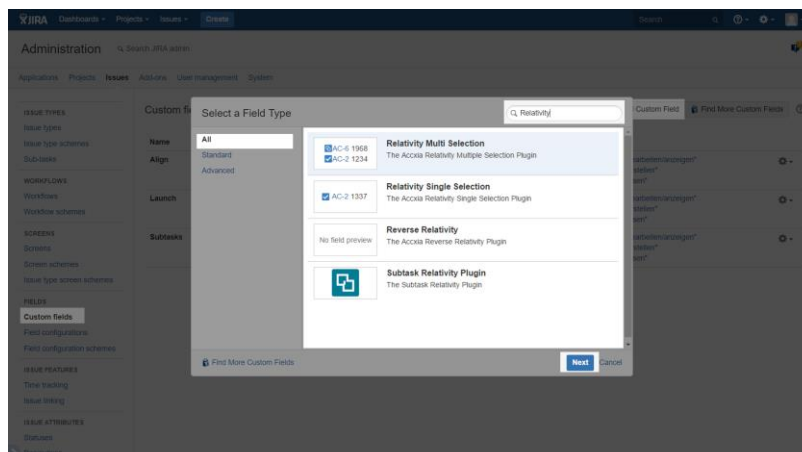 JIRA Dashboards Projects Issues Create Search
Administration Search JIRA admin
Applications Projects Issues Add-ons User management System
ISSUE TYPES
Issue types
Issue type schemes
Sub-tasks
WORKFLOWS
Workflows
Workflow schemes
SCREENS
Screens
Screen schemes
Issue type screen schemes
FIELDS
Custom fields
Field configurations
Field configuration schemes
ISSUE FEATURES
Time tracking
Issue linking
ISSUE ATTRIBUTES
Statuses
Custom fi
Custom Field Find More Custom Fields
Name
Align
Launch
Subtasks
Select a Field Type
Relativity
All
Standard
Advanced
AC-6 1968
AC-2 1234
Relativity Multi Selection
The Accxia Relativity Multiple Selection Plugin
AC-2 1337
Relativity Single Selection
The Accxia Relativity Single Selection Plugin
No field preview
Reverse Relativity
The Accxia Reverse Relativity Plugin
Subtask Relativity Plugin
The Subtask Relativity Plugin
Find More Custom Fields
Next Cancel